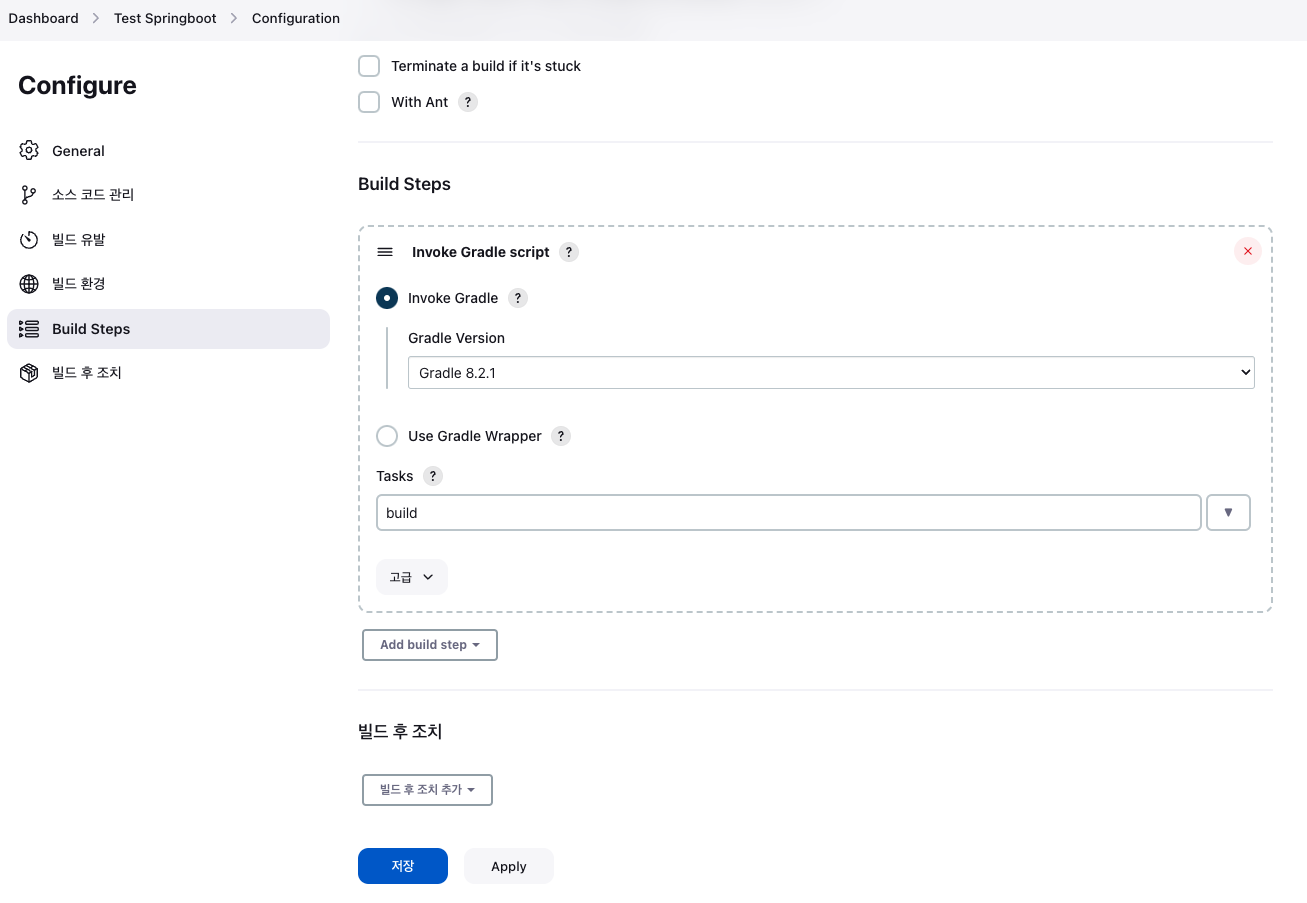 Dashboard > Test Springboot > Configuration
Configure
General
소스 코드 관리
빌드 유발
빌드 환경
Build Steps
빌드 후 조치
Terminate a build if it's stuck
With Ant ?
Build Steps
Invoke Gradle script ?
Invoke Gradle ?
Gradle Version
Gradle 8.2.1
Use Gradle Wrapper ?
Tasks ?
build
고급
Add build step
빌드 후 조치
빌드 후 조치 추가
저장 Apply